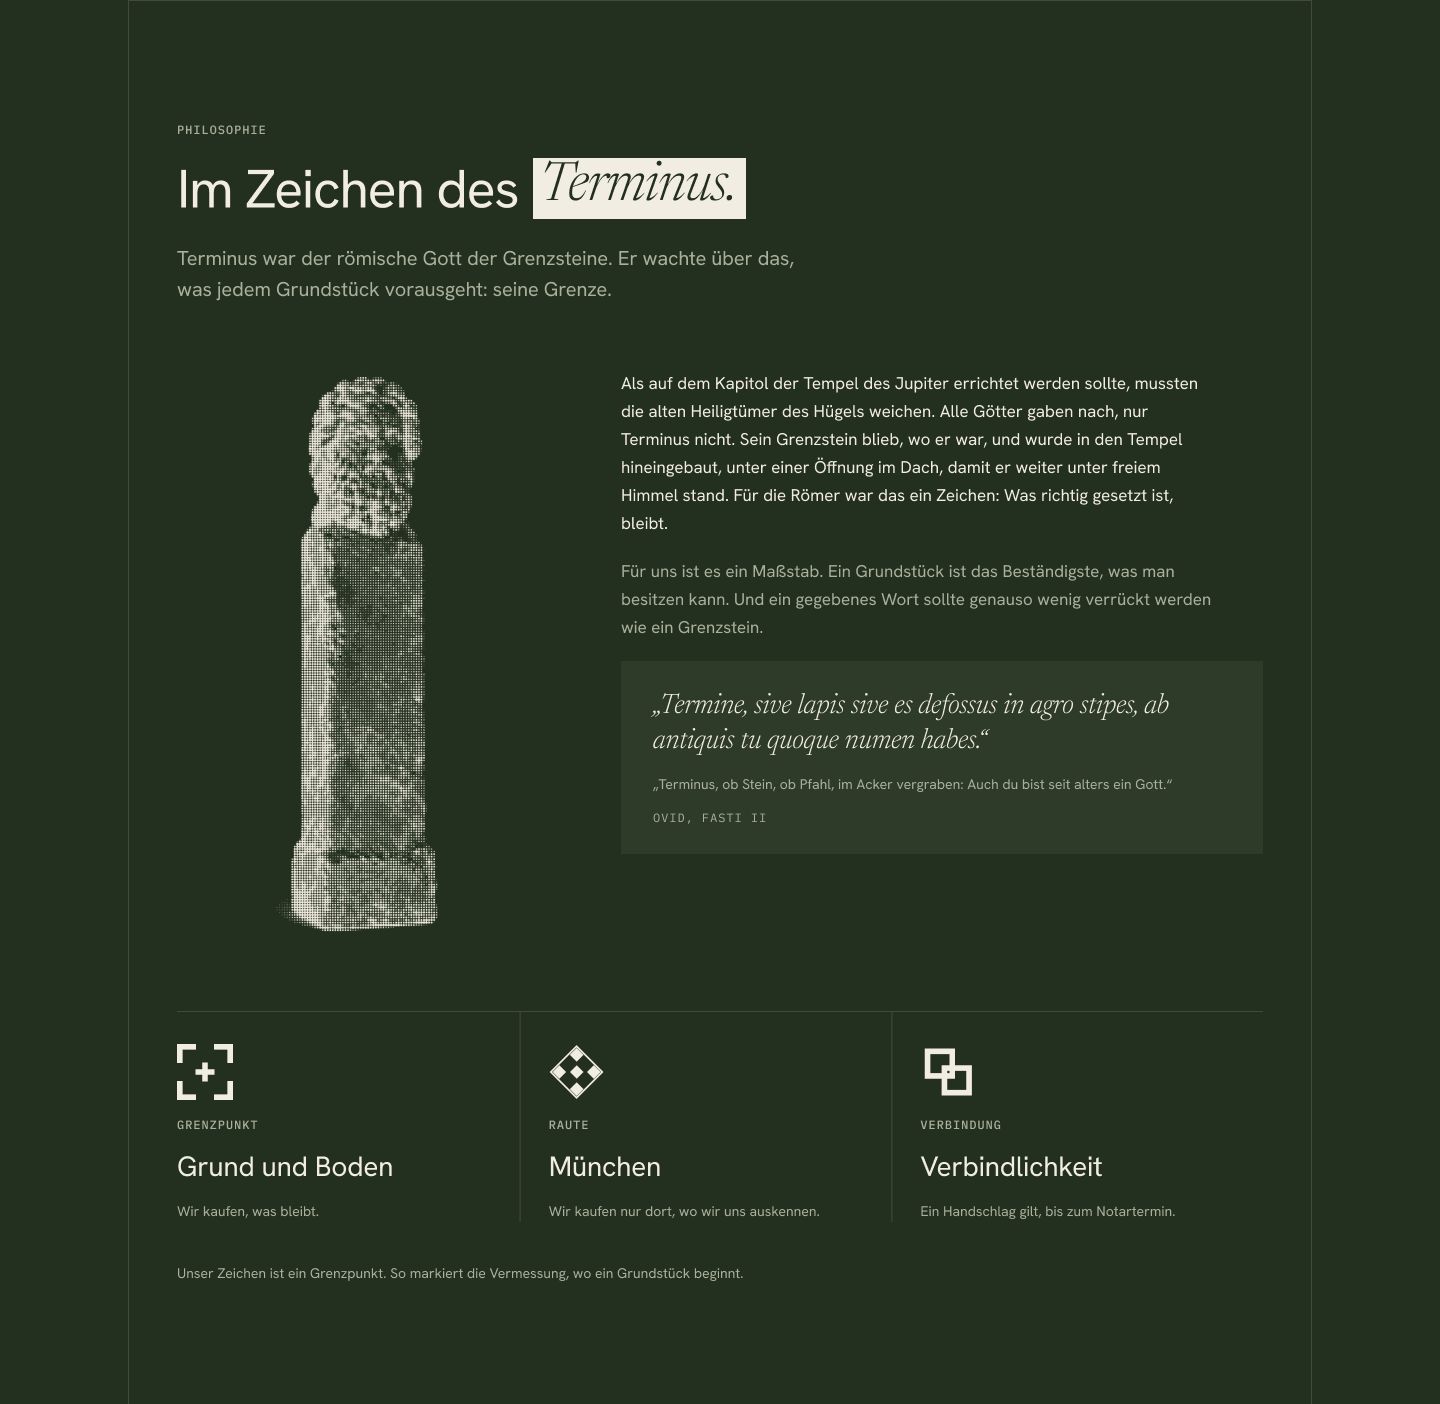 PHILOSOPHIE
Im Zeichen des Terminus.
Terminus war der römische Gott der Grenzsteine. Er wachte über das,
was jedem Grundstück vorausgeht: seine Grenze.
Als auf dem Kapitol der Tempel des Jupiter errichtet werden sollte, mussten
die alten Heiligtümer des Hügels weichen. Alle Götter gaben nach, nur
Terminus nicht. Sein Grenzstein blieb, wo er war, und wurde in den Tempel
hineingebaut, unter einer Öffnung im Dach, damit er weiter unter freiem
Himmel stand. Für die Römer war das ein Zeichen: Was richtig gesetzt ist,
bleibt.
Für uns ist es ein Maßstab. Ein Grundstück ist das Beständigste, was man
besitzen kann. Und ein gegebenes Wort sollte genauso wenig verrückt werden
wie ein Grenzstein.
„Termine, sive lapis sive es defossus in agro stipes, ab
antiquis tu quoque numen habes.“
„Terminus, ob Stein, ob Pfahl, im Acker vergraben: Auch du bist seit alters ein Gott.“
OVID, FASTI II
GRENZPUNKT
Grund und Boden
Wir kaufen, was bleibt.
RAUTE
München
Wir kaufen nur dort, wo wir uns auskennen.
VERBINDUNG
Verbindlichkeit
Ein Handschlag gilt, bis zum Notartermin.
Unser Zeichen ist ein Grenzpunkt. So markiert die Vermessung, wo ein Grundstück beginnt.